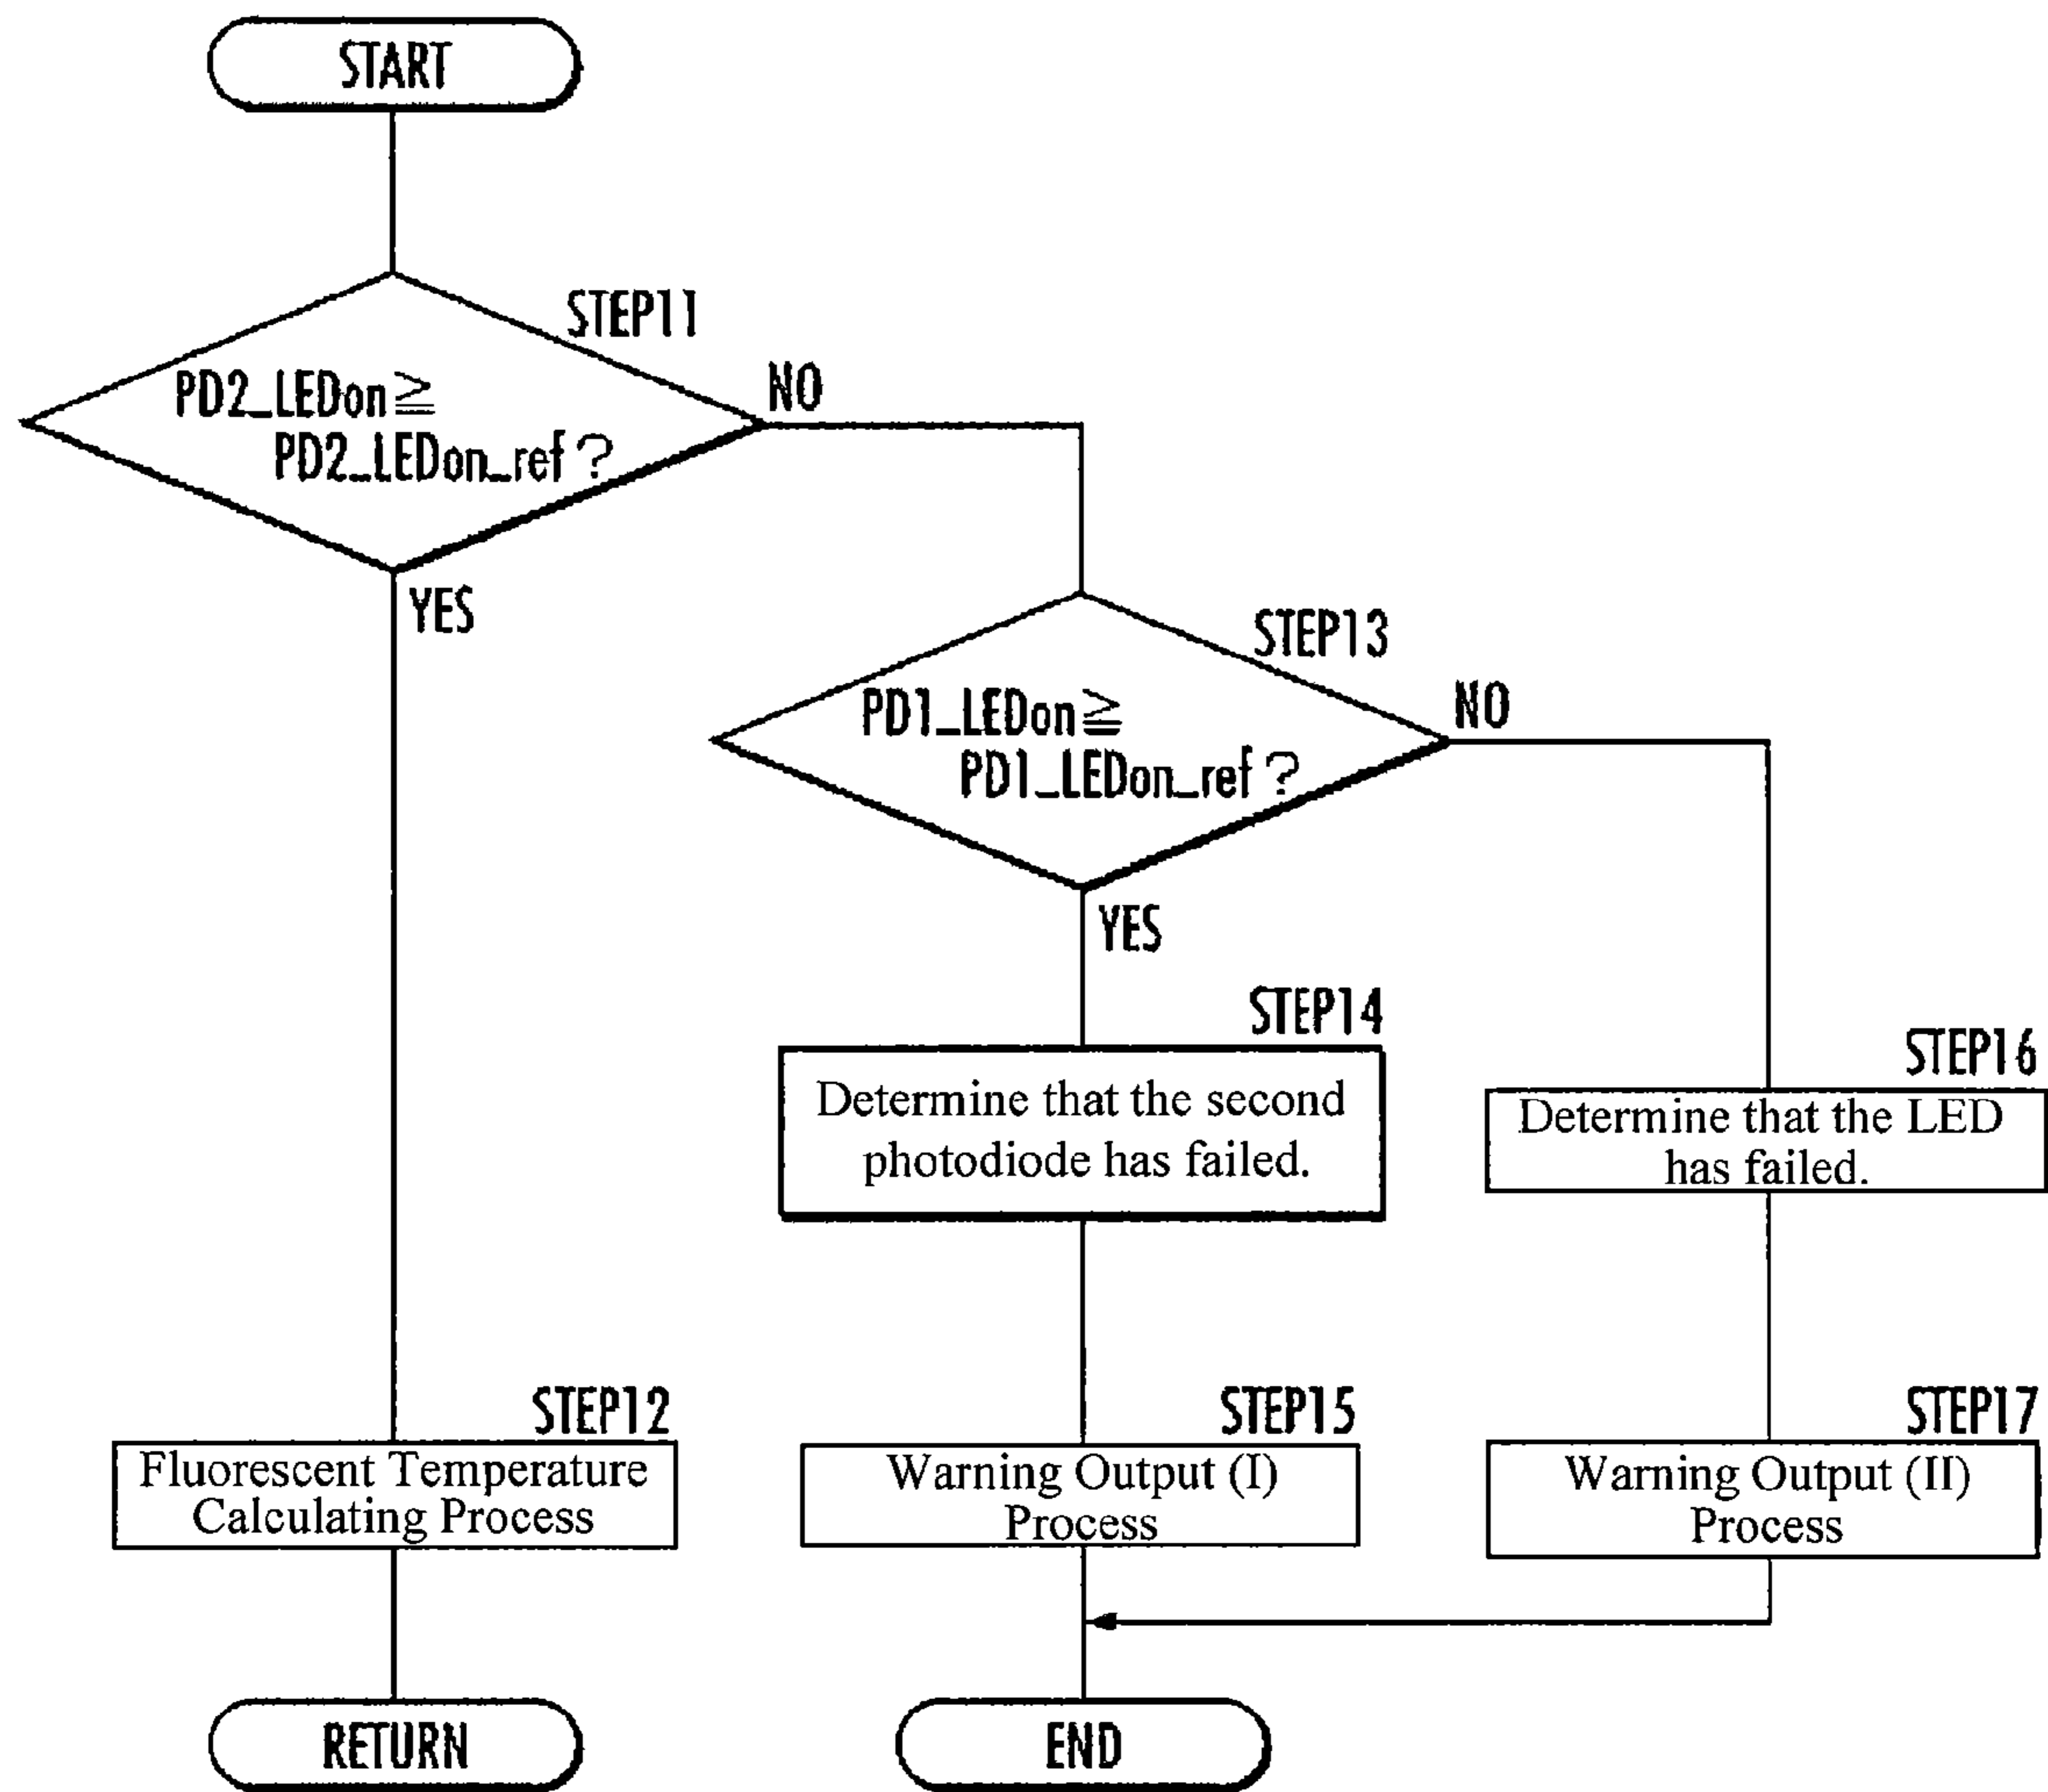 START
STEP11
PD2_LEDon≧
PD2_LEDon_ref?
NO
YES
STEP13
PD1_LEDon≧
PD1_LEDon_ref?
NO
YES
STEP14
Determine that the second
photodiode has failed.
STEP16
Determine that the LED
has failed.
STEP12
Fluorescent Temperature
Calculating Process
STEP15
Warning Output (I)
Process
STEP17
Warning Output (II)
Process
RETURN
END